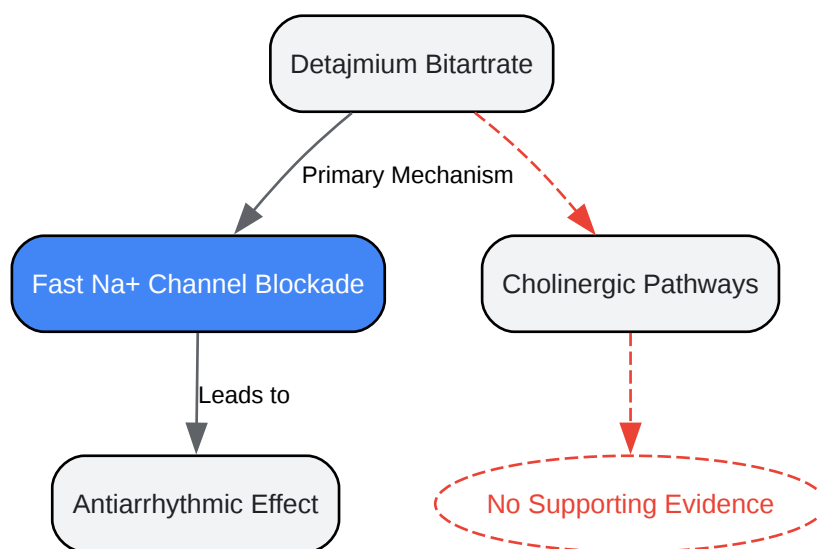 Detajmium Bitartrate
Primary Mechanism
Fast Na+ Channel Blockade
Cholinergic Pathways
Leads to
Antiarrhythmic Effect
No Supporting Evidence